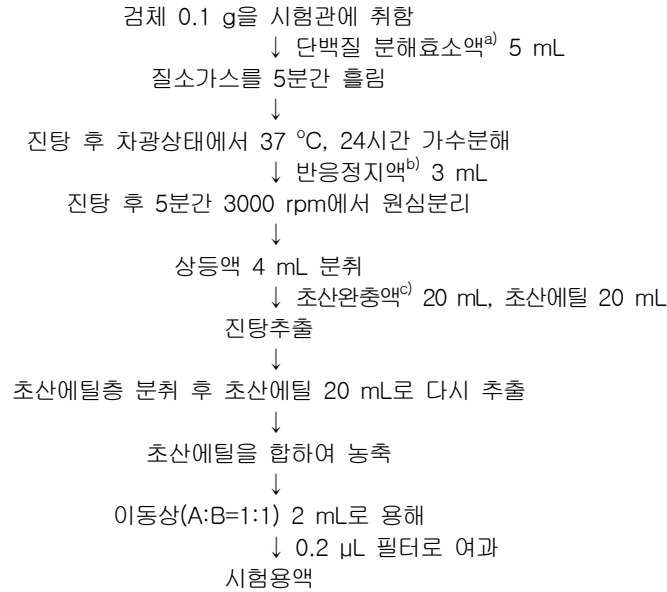 검체 0.1 g을 시험관에 취함
↓ 단백질 분해효소액a) 5 mL
질소가스를 5분간 흘림
↓
진탕 후 차광상태에서 37 oC, 24시간 가수분해
↓ 반응정지액b) 3 mL
진탕 후 5분간 3000 rpm에서 원심분리
↓
상등액 4 mL 분취
↓ 초산완충액c) 20 mL, 초산에틸 20 mL
진탕추출
↓
초산에틸층 분취 후 초산에틸 20 mL로 다시 추출
↓
초산에틸을 합하여 농축
↓
이동상(A:B=1:1) 2 mL로 용해
↓ 0.2 μL 필터로 여과
시험용액